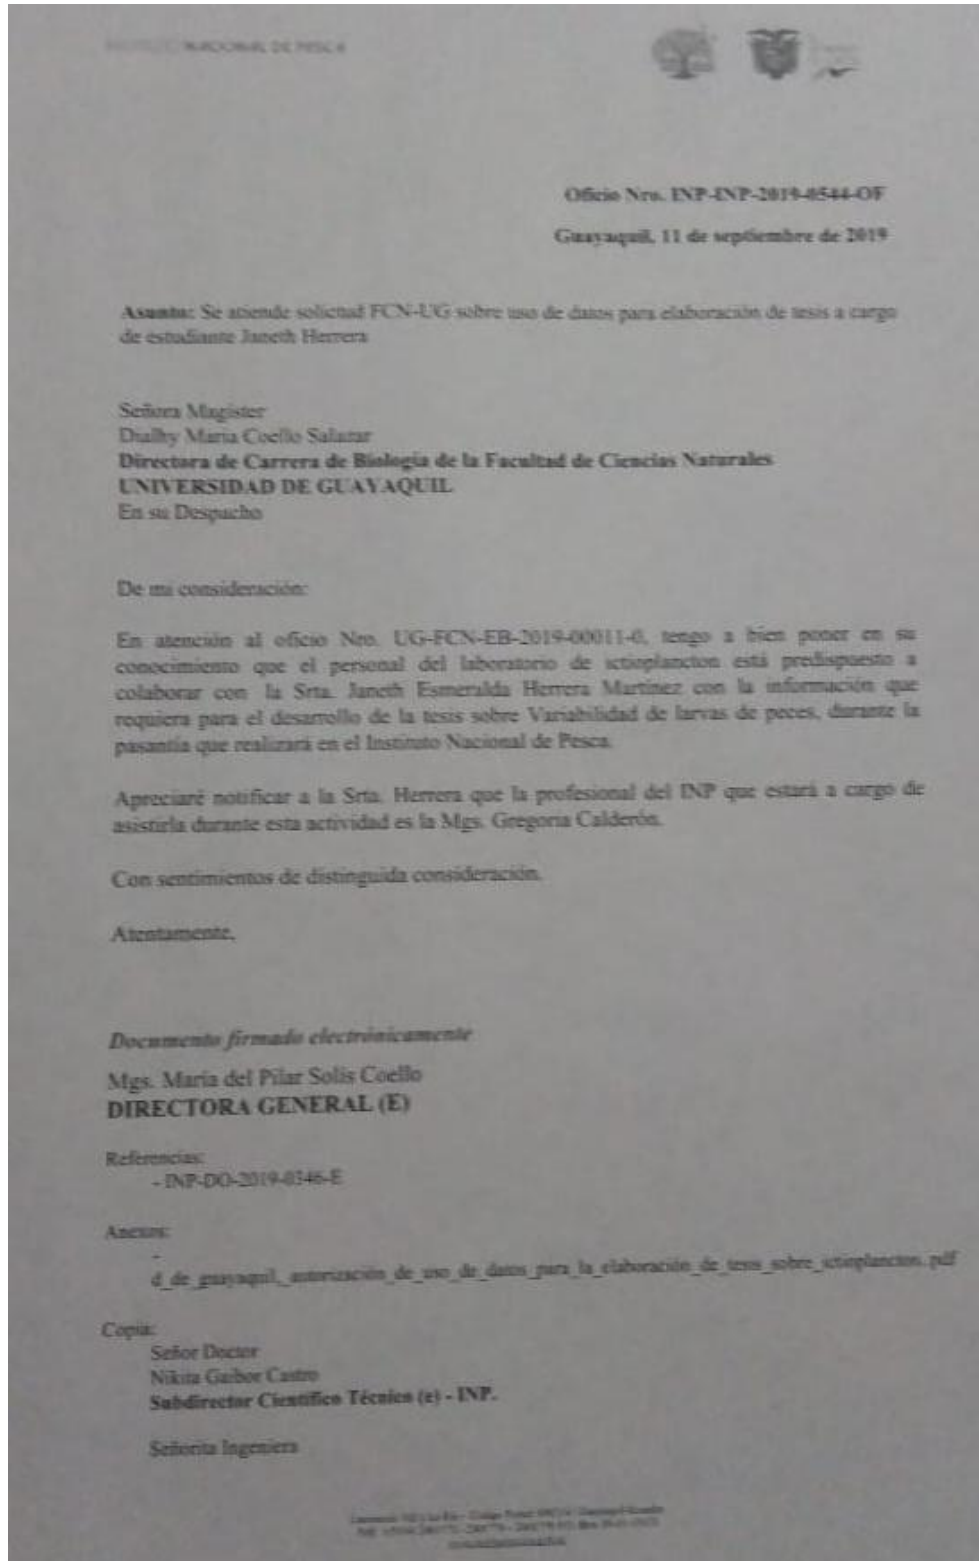 NACIONAL DE PESCA
Oficio Nro. INP-INP-2019-0544-OF
Guayaquil, 11 de septiembre de 2019
Asunto: Se atiende solicitud FCN-UG sobre uso de datos para elaboración de tesis a cargo
de estudiante Janeth Herrera
Señora Magister
Dialhy Maria Coello Salazar
Directora de Carrera de Biología de la Facultad de Ciencias Naturales
UNIVERSIDAD DE GUAYAQUIL
En su Despacho
De mi consideración:
En atención al oficio Nro. UG-FCN-EB-2019-00011-0, tengo a bien poner en su
conocimiento que el personal del laboratorio de ictioplancton está predispuesto a
colaborar con la Srta. Janeth Esmeralda Herrera Martinez con la información que
requiera para el desarrollo de la tesis sobre Variabilidad de larvas de peces, durante la
pasantía que realizará en el Instituto Nacional de Pesca.
Apreciaré notificar a la Srta. Herrera que la profesional del INP que estará a cargo de
asistirla durante esta actividad es la Mgs. Gregoria Calderón.
Con sentimientos de distinguida consideración.
Atentamente,
Documento firmado electrónicamente
Mgs. María del Pilar Solis Coello
DIRECTORA GENERAL (E)
Referencias:
- INP-DO-2019-0346-E
Anexos:
-
d_de_guayaquil,_autorización_de_uso_de_datos_para_la_elaboración_de_tesis_sobre_ictioplancton.pdf
Copia:
Señor Doctor
Nikita Gaibor Castro
Subdirector Científico Técnico (e) - INP.
Señorita Ingeniera